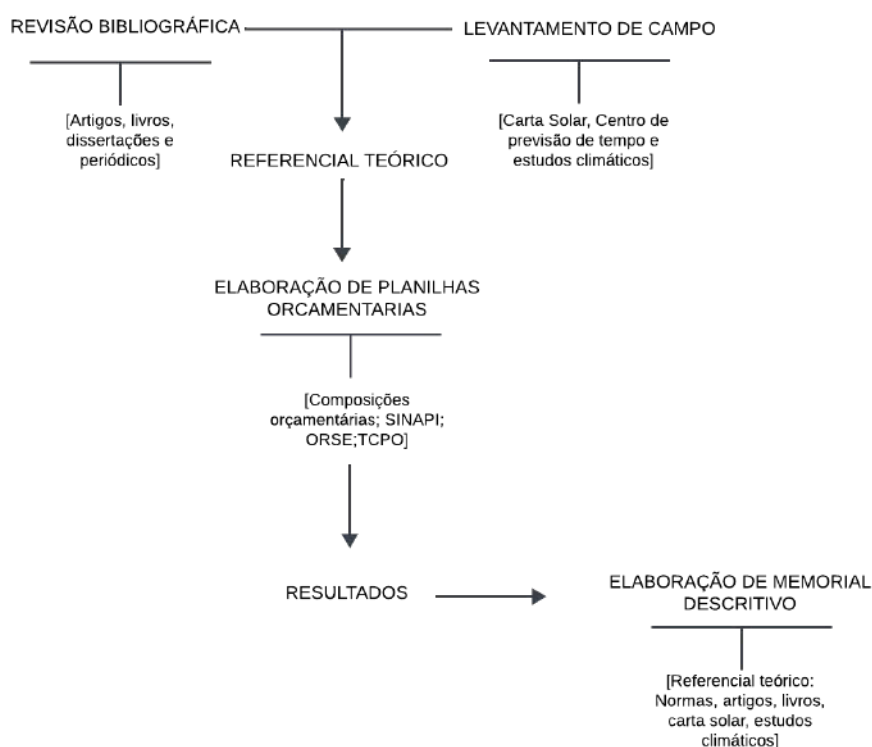 REVISÃO BIBLIOGRÁFICA
LEVANTAMENTO DE CAMPO
[Artigos, livros,
dissertações e
periódicos]
[Carta Solar, Centro de
previsão de tempo e
estudos climáticos]
REFERENCIAL TEÓRICO
ELABORAÇÃO DE PLANILHAS
ORCAMENTARIAS
[Composições
orçamentárias; SINAPI;
ORSE;TCPO]
RESULTADOS
ELABORAÇÃO DE MEMORIAL
DESCRITIVO
[Referencial teórico:
Normas, artigos, livros,
carta solar, estudos
climáticos]